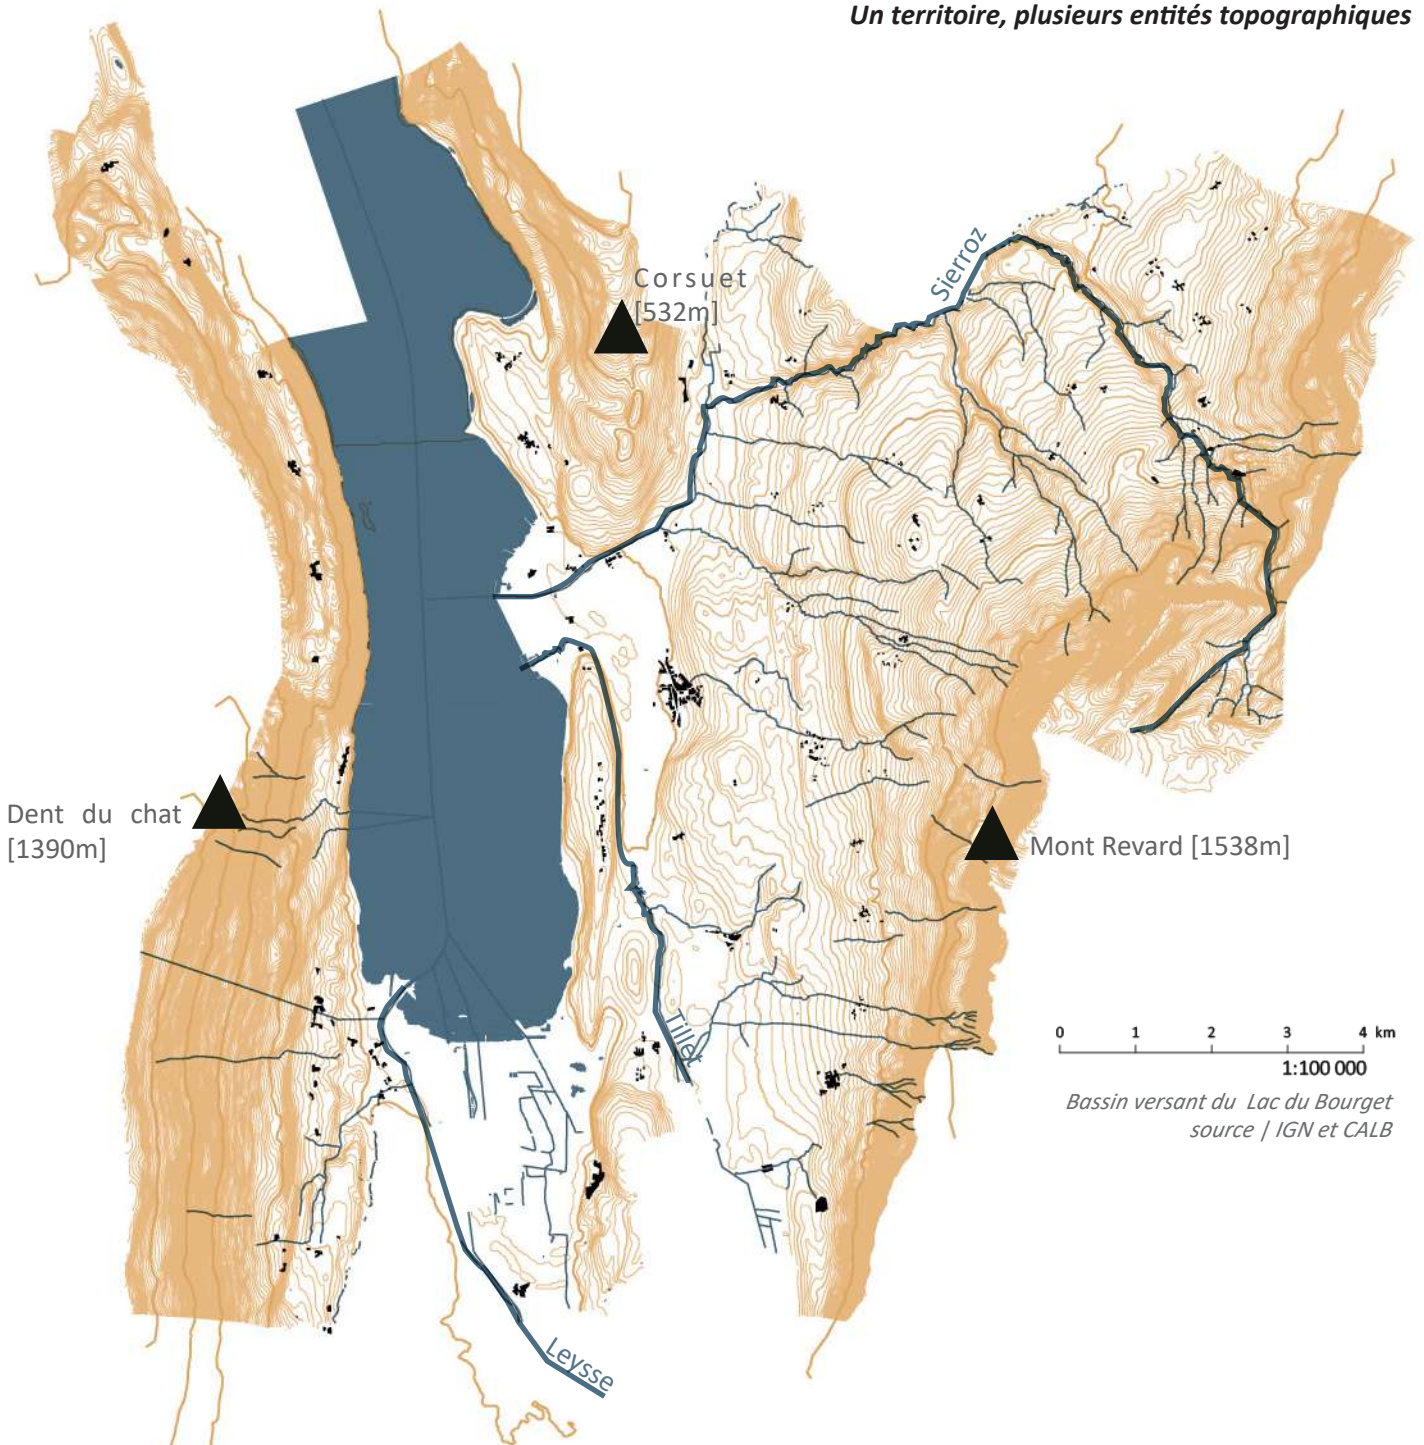 Un territoire, plusieurs entités topographiques
Sierroz
Corsuet
[532m]
Dent du chat
[1390m]
Mont Revard [1538m]
Tillet
0 1 2 3 4 km
1:100 000
Bassin versant du Lac du Bourget
source | IGN et CALB
Leysse